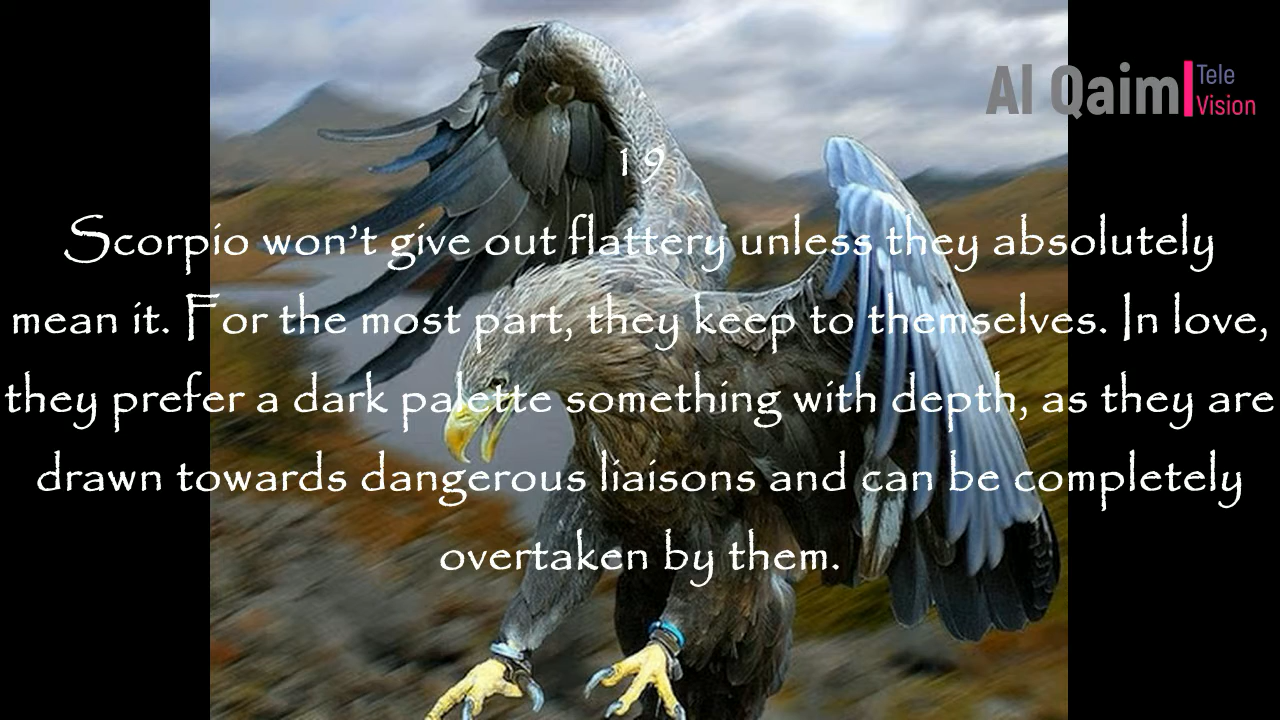 Al Qaim
Tele
Vision
19
Scorpio won't give out flattery unless they absolutely
mean it. For the most part, they keep to themselves. In love,
they prefer a dark palette something with depth, as they are
drawn towards dangerous liaisons and can be completely
overtaken by them.